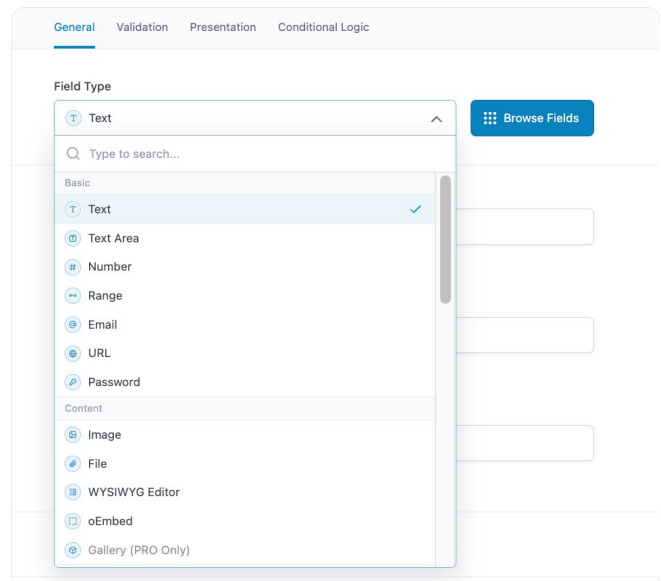 General Validation Presentation Conditional Logic
Field Type
Text
Browse Fields
Type to search...
Basic
Text
Text Area
Number
Range
Email
URL
Password
Content
Image
File
WYSIWYG Editor
oEmbed
Gallery (PRO Only)